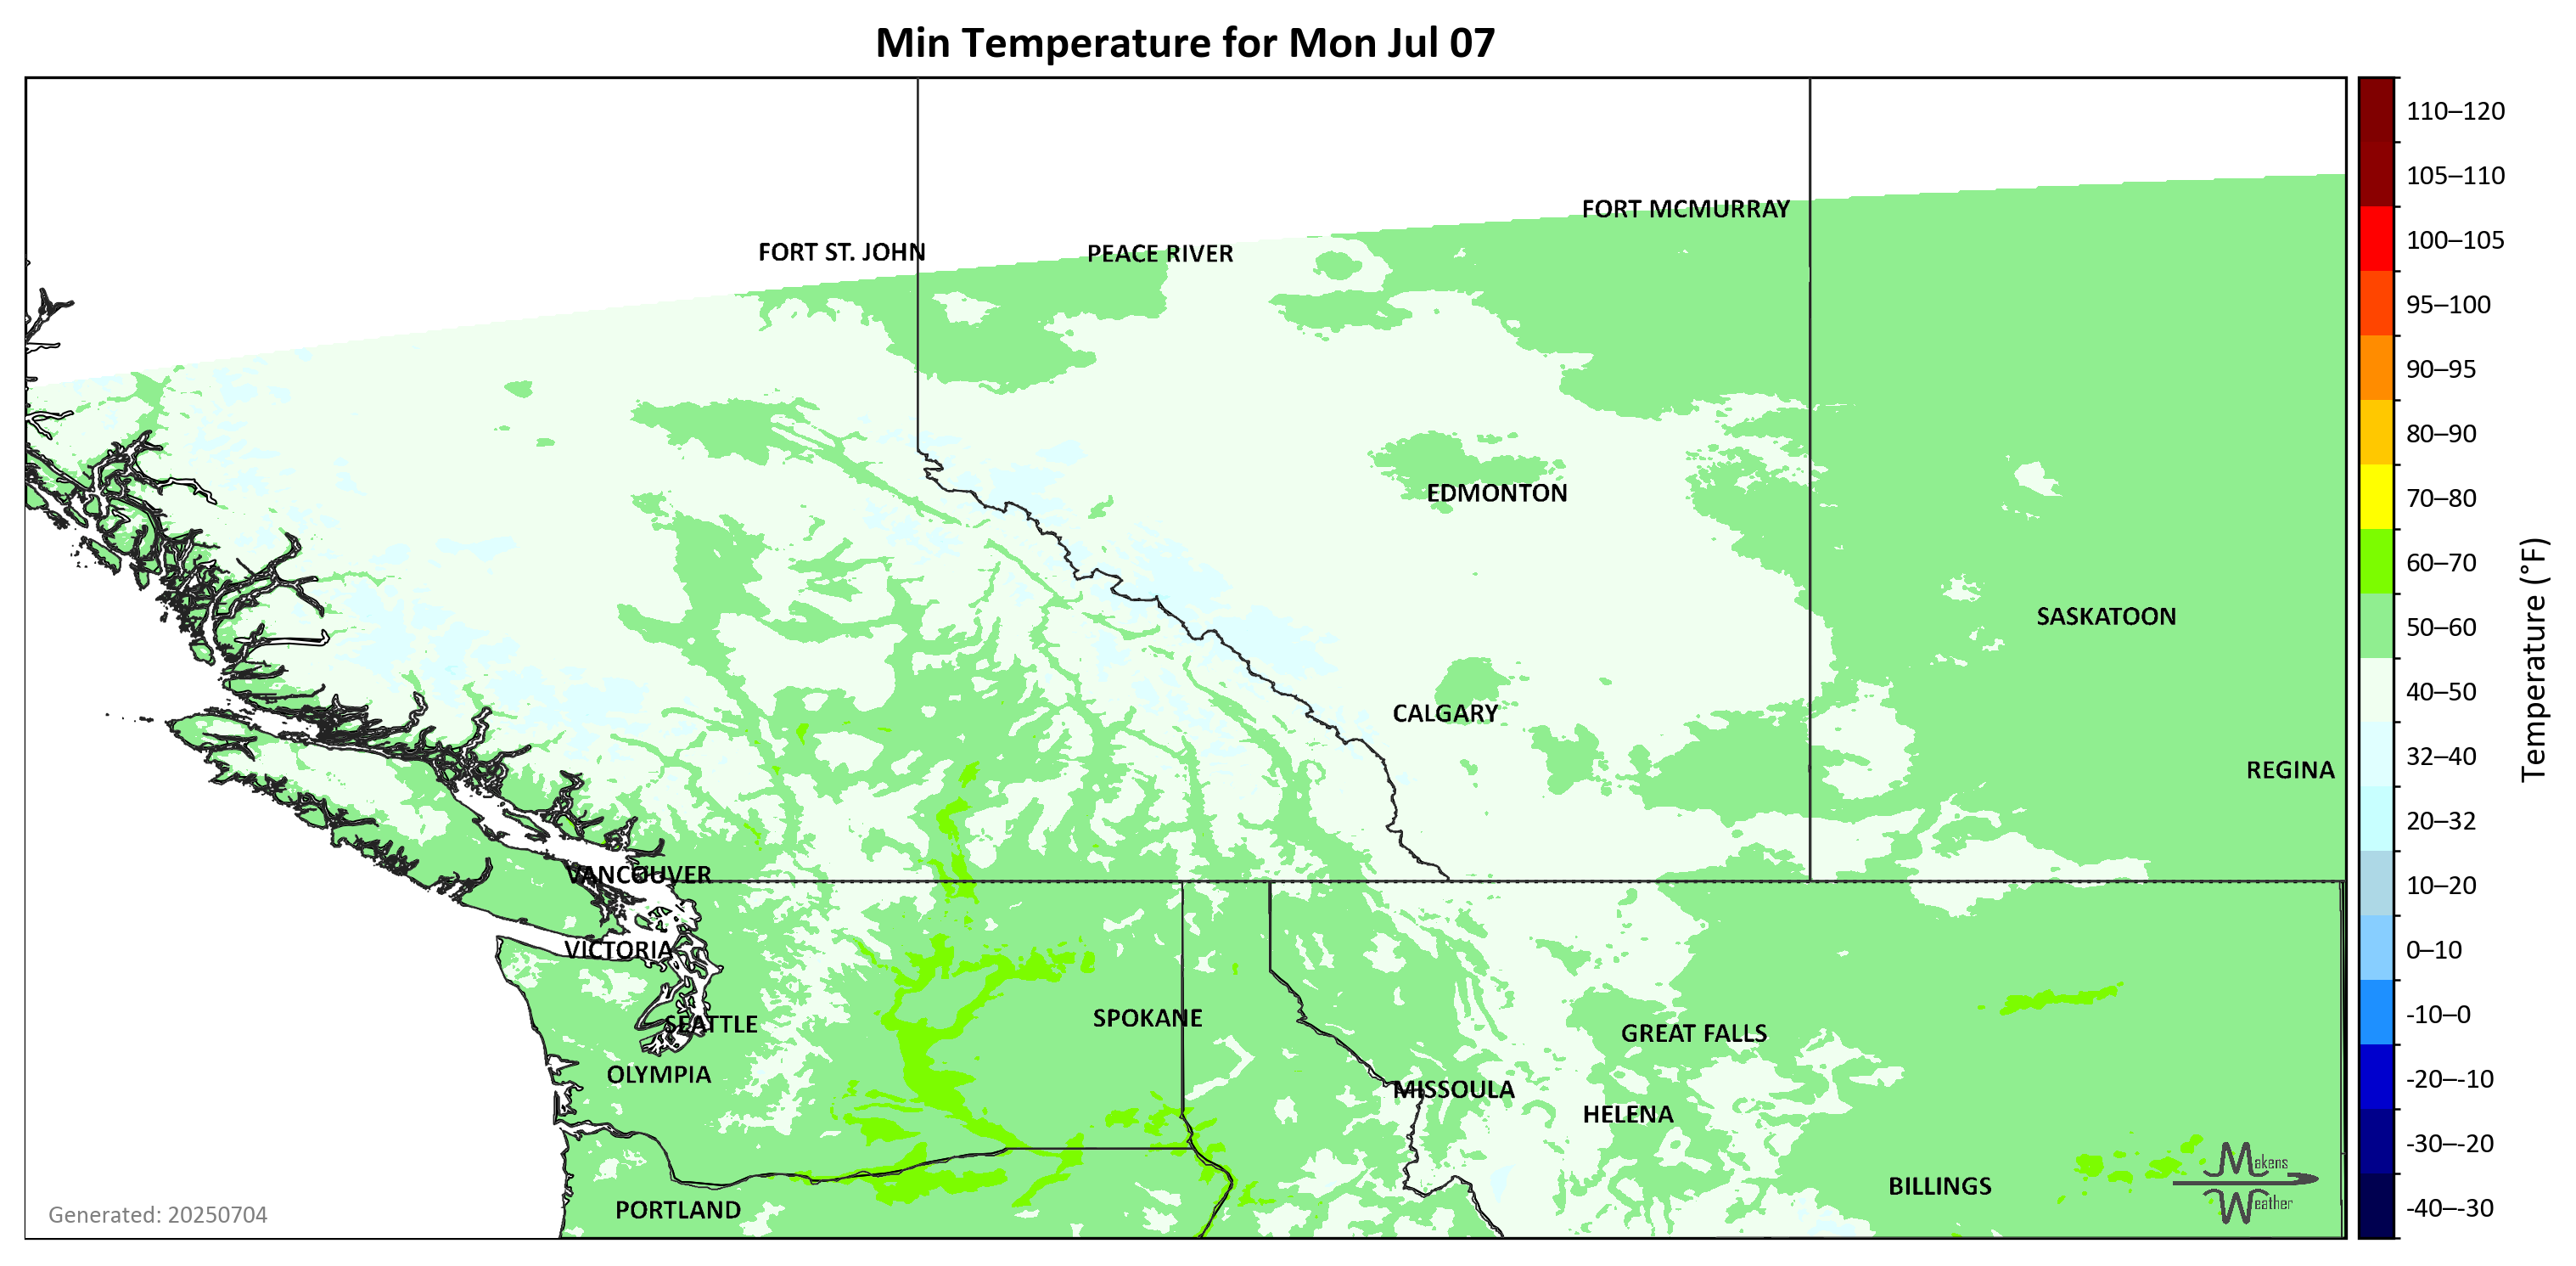 Min Temperature for Mon Jul 07
FORT MCMURRAY
FORT ST. JOHN
PEACE RIVER
EDMONTON
SASKATOON
CALGARY
REGINA
VANCOUVER
VICTORIA
SPOKANE
SEATTLE
GREAT FALLS
OLYMPIA
MISSOULA
HELENA
BILLINGS
PORTLAND
Makens
Weather
Generated: 20250704
110–120
105–110
100–105
95–100
90–95
80–90
70–80
60–70
50–60
40–50
32–40
20–32
10–20
0–10
-10–0
-20–-10
-30–-20
-40–-30
Temperature (°F)